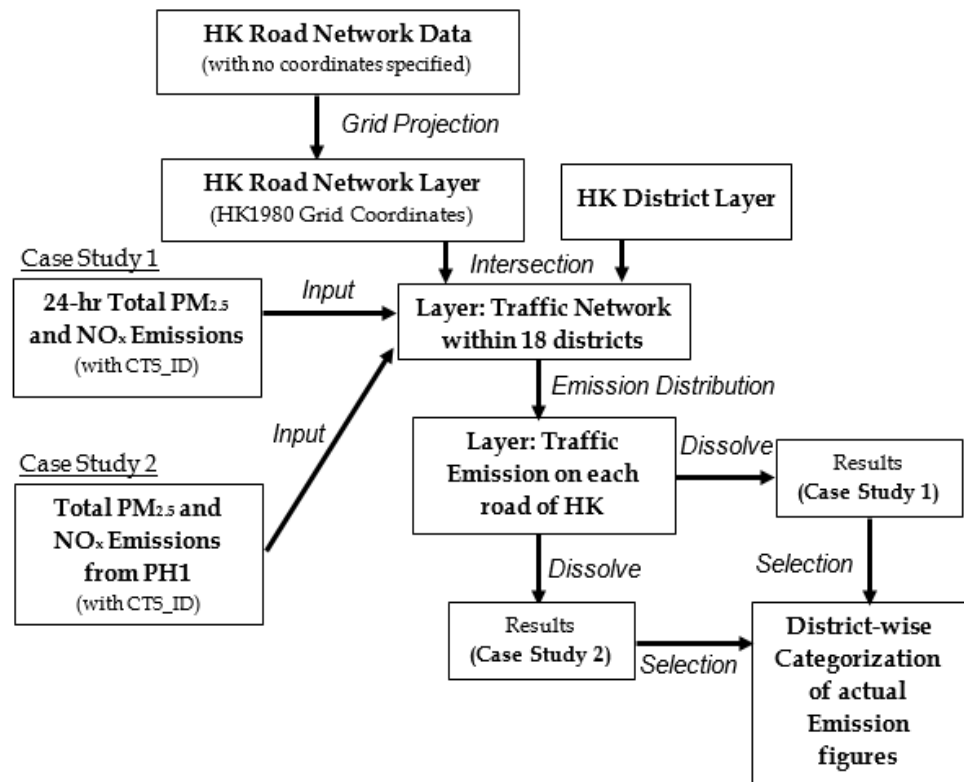 HK Road Network Data
(with no coordinates specified)
Grid Projection
HK Road Network Layer
(HK1980 Grid Coordinates)
HK District Layer
Intersection
Case Study 1
24-hr Total PM2.5
and NOx Emissions
(with CTS_ID)
Input
Layer: Traffic Network
within 18 districts
Emission Distribution
Case Study 2
Total PM2.5 and
NOx Emissions
from PH1
(with CTS_ID)
Input
Layer: Traffic
Emission on each
road of HK
Dissolve
Results
(Case Study 1)
Dissolve
Selection
Results
(Case Study 2)
Selection
District-wise
Categorization
of actual
Emission
figures